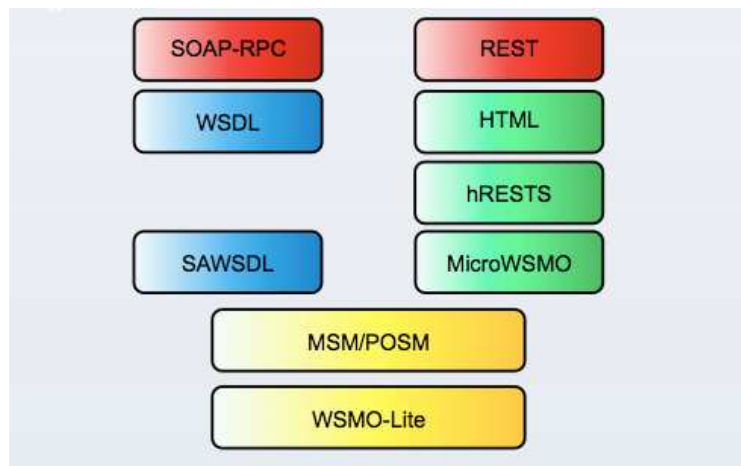 SOAP-RPC
REST
WSDL
HTML
hRESTS
SAWSDL
MicroWSMO
MSM/POSM
WSMO-Lite